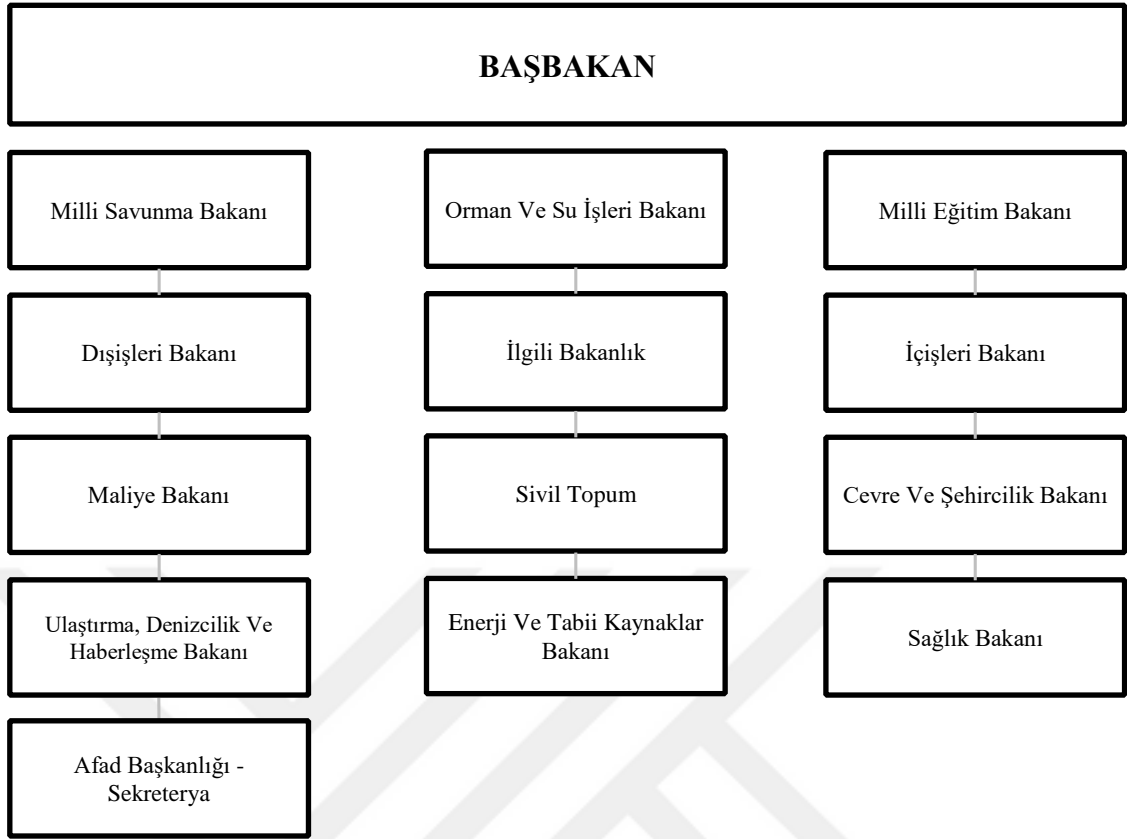 BAŞBAKAN
Milli Savunma Bakanı
Orman Ve Su İşleri Bakanı
Milli Eğitim Bakanı
Dışişleri Bakanı
İlgili Bakanlık
İçişleri Bakanı
Maliye Bakanı
Sivil Topum
Cevre Ve Şehircilik Bakanı
Ulaştırma, Denizcilik Ve
Haberleşme Bakanı
Enerji Ve Tabii Kaynaklar
Bakanı
Sağlık Bakanı
Afad Başkanlığı -
Sekreterya